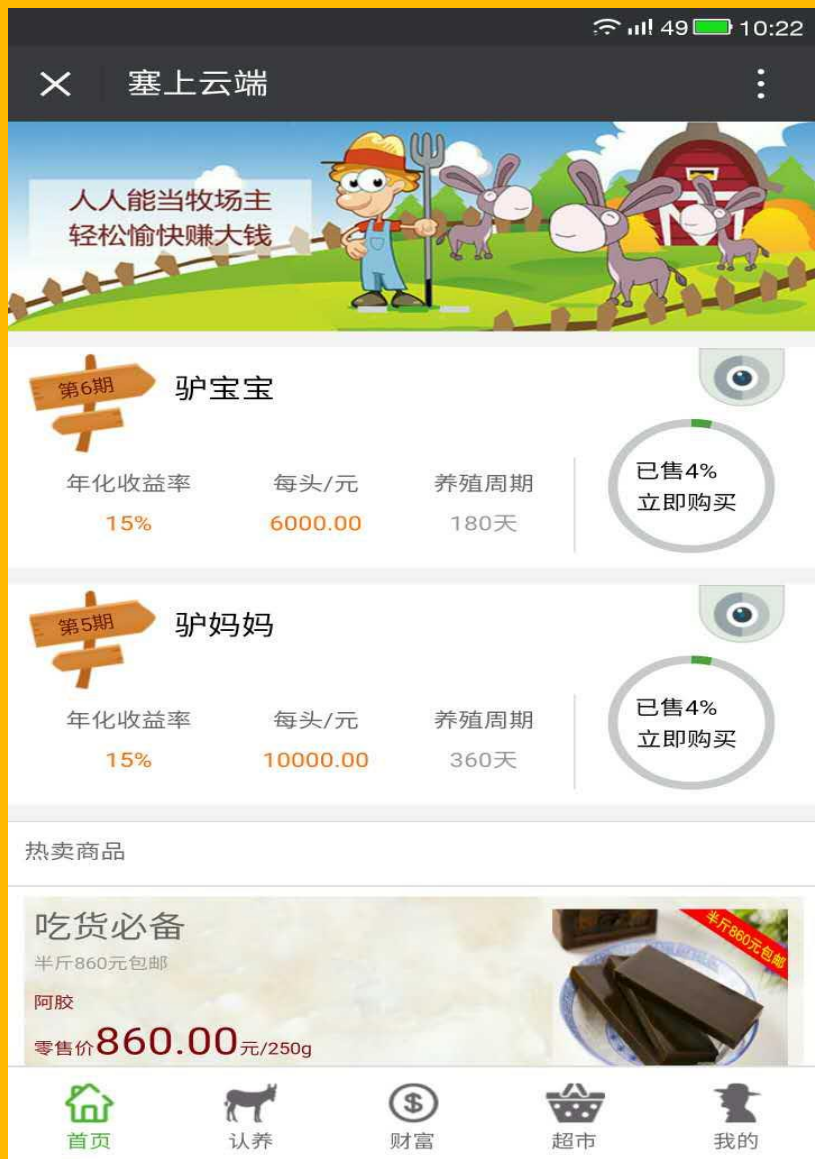 49 10:22
塞上云端
人人能当牧场主
轻松愉快赚大钱
第6期
驴宝宝
年化收益率 每头/元 养殖周期
15% 6000.00 180天
已售4%
立即购买
第5期
驴妈妈
年化收益率 每头/元 养殖周期
15% 10000.00 360天
已售4%
立即购买
热卖商品
吃货必备
半斤860元包邮
半斤860元包邮
阿胶
零售价860.00元/250g
首页 认养 财富 超市 我的